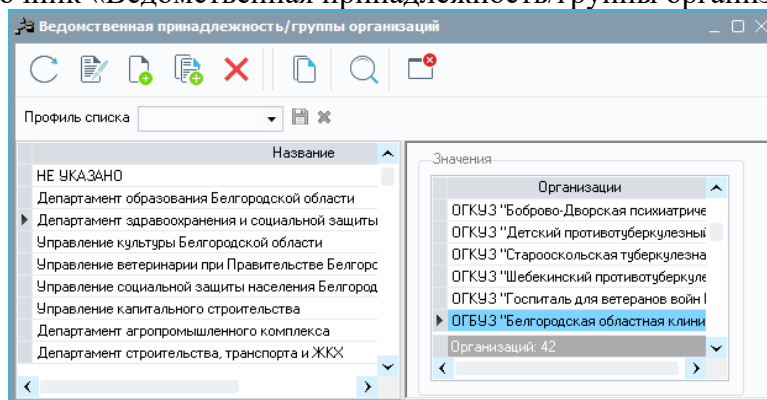 «Ведомственная принадлежность/группы
Ведомственная принадлежность/группы организаций
Профиль списка
Название
НЕ УКАЗАНО
Департамент образования Белгородской области
Департамент здравоохранения и социальной защиты
Управление культуры Белгородской области
Управление ветеринарии при Правительстве Белгорс
Управление социальной защиты населения Белгород
Управление капитального строительства
Департамент агропромышленного комплекса
Департамент строительства, транспорта и ЖКХ
Значения
Организации
ОГКУЗ "Боброво-Дворская психиатриче
ОГКУЗ "Детский противотуберкулезный
ОГКУЗ "Старооскольская туберкулезна
ОГКУЗ "Шебекинский противотуберкуле
ОГКУЗ "Госпиталь для ветеранов войн
ОГБУЗ "Белгородская областная клини
Организаций: 42